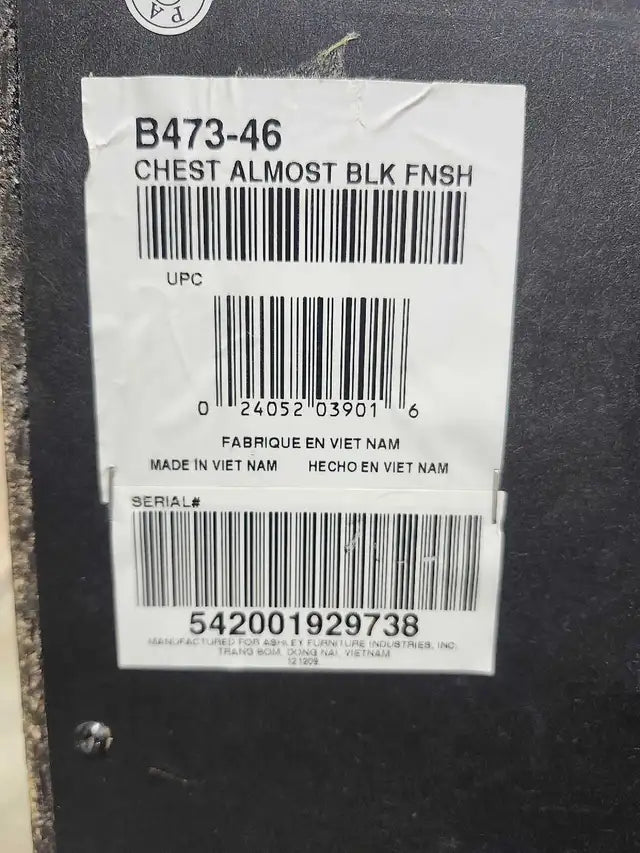 P A
B473-46
CHEST ALMOST BLK FNSH
UPC
0 24052 03901 6
FABRIQUE EN VIET NAM
MADE IN VIET NAM HECHO EN VIET NAM
SERIAL#
542001929738
MANUFACTURED FOR ASHLEY FURNITURE INDUSTRIES, INC.
TRANG BOM, DONG NAI, VIETNAM
121209